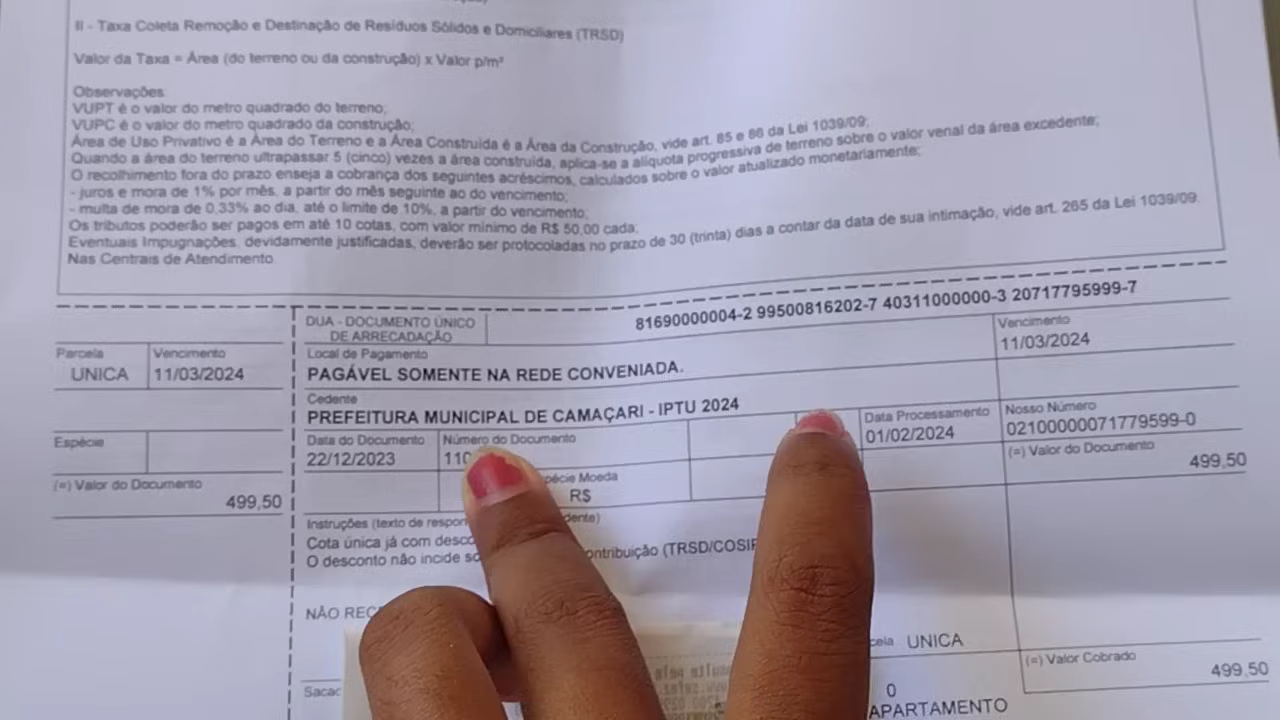 II - Taxa Coleta Remoção e Destinação de Resíduos Sólidos e Domiciliares (TRSD)
Valor da Taxa = Área (do terreno ou da construção) x Valor p/m²
Observações
VUPT é o valor do metro quadrado do terreno;
VUPC é o valor do metro quadrado da construção;
Área de Uso Privativo é a Área do Terreno e a Área Construída é a Área da Construção, vide art. 85 e 86 da Lei 1039/09;
Quando a área do terreno ultrapassar 5 (cinco) vezes a área construída, aplica-se a alíquota progressiva de terreno sobre o valor venal da área excedente;
O recolhimento fora do prazo enseja a cobrança dos seguintes acréscimos, calculados sobre o valor atualizado monetariamente;
- juros e mora de 1% por mês, a partir do mês seguinte ao do vencimento;
- multa de mora de 0,33% ao dia, até o limite de 10%, a partir do vencimento;
Os tributos poderão ser pagos em até 10 cotas, com valor mínimo de R$ 50,00 cada;
Eventuais Impugnações, devidamente justificadas, deverão ser protocoladas no prazo de 30 (trinta) dias a contar da data de sua intimação, vide art. 265 da Lei 1039/09.
Nas Centrais de Atendimento.
DUA - DOCUMENTO ÚNICO
DE ARRECADAÇÃO
81690000004-2 99500816202-7 40311000000-3 20717795999-7
Parcela
UNICA
Vencimento
11/03/2024
Local de Pagamento
PAGÁVEL SOMENTE NA REDE CONVENIADA.
Vencimento
11/03/2024
Cedente
PREFEITURA MUNICIPAL DE CAMAÇARI - IPTU 2024
Espécie
Data do Documento
22/12/2023
Número do Documento
110
Data Processamento
01/02/2024
Nosso Número
02100000071779599-0
(=) Valor do Documento
499,50
Espécie Moeda
R$
(=) Valor do Documento
499,50
Instruções (texto de respon dente)
Cota única já com desco
O desconto não incide so ontribuição (TRSD/COSIP
NÃO REC
cela UNICA
(=) Valor Cobrado
499,50
Sacac
0
APARTAMENTO